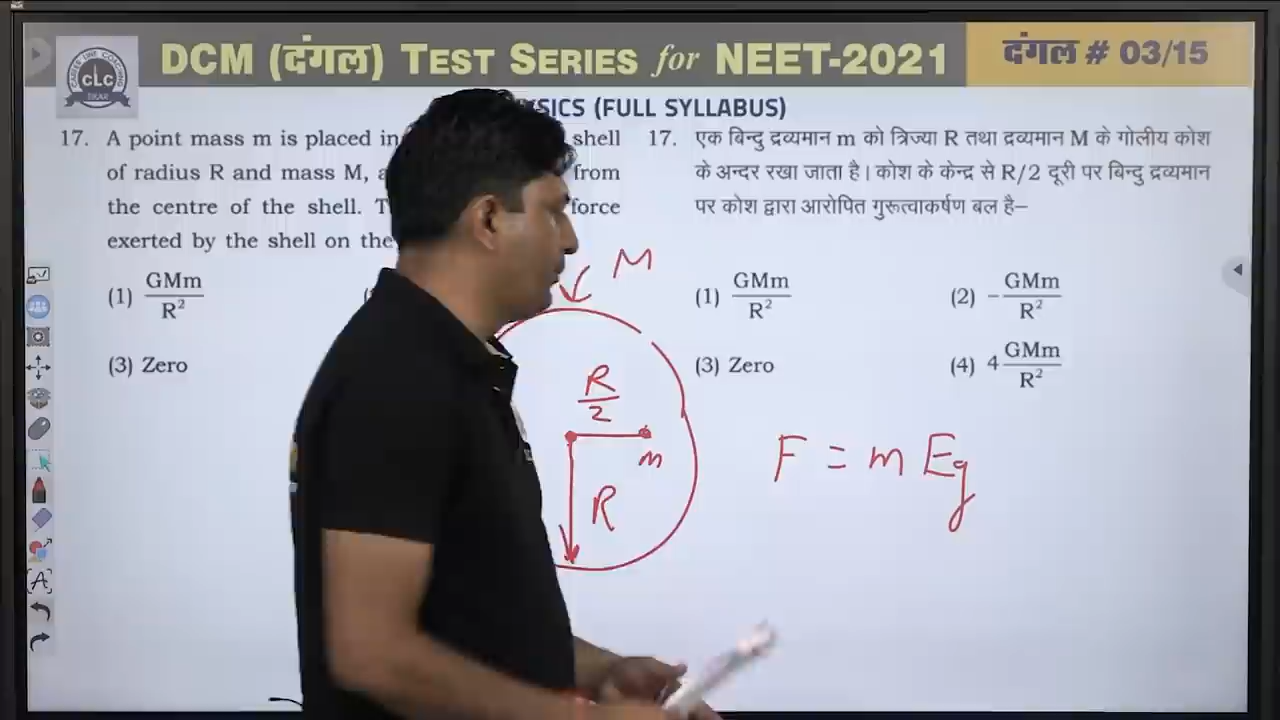 DCM (दंगल) TEST SERIES for NEET-2021
दंगल # 03/15
CLC
SICS (FULL SYLLABUS)
17. A point mass m is placed in shell
of radius R and mass M, a from
the centre of the shell. T force
exerted by the shell on the
(1) GMm/R²
(3) Zero
17. एक बिन्दु द्रव्यमान m को त्रिज्या R तथा द्रव्यमान M के गोलीय कोश
के अन्दर रखा जाता है। कोश के केन्द्र से R/2 दूरी पर बिन्दु द्रव्यमान
पर कोश द्वारा आरोपित गुरूत्वाकर्षण बल है–
(1) GMm/R² (2) -GMm/R²
(3) Zero (4) 4 GMm/R²
M
R/2
m
R
F = m Eg
A